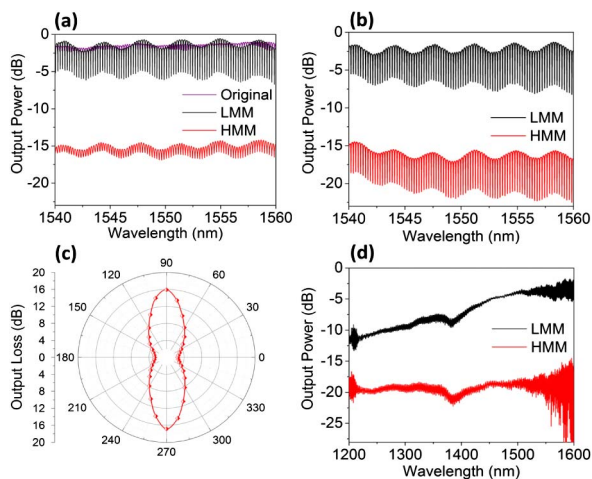 (a)
Output Power (dB)
0
-5
-10
-15
-20
Original
LMM
HMM
1540 1545 1550 1555 1560
Wavelength (nm)
(b)
Output Power (dB)
0
-5
-10
-15
-20
LMM
HMM
1540 1545 1550 1555 1560
Wavelength (nm)
(c)
Output Loss (dB)
20
16
12
8
4
0
4
8
12
16
20
90
120 60
150 30
180 0
210 330
240 300
270
(d)
Output Power (dB)
0
-5
-10
-15
-20
-25
LMM
HMM
1200 1300 1400 1500 1600
Wavelength (nm)